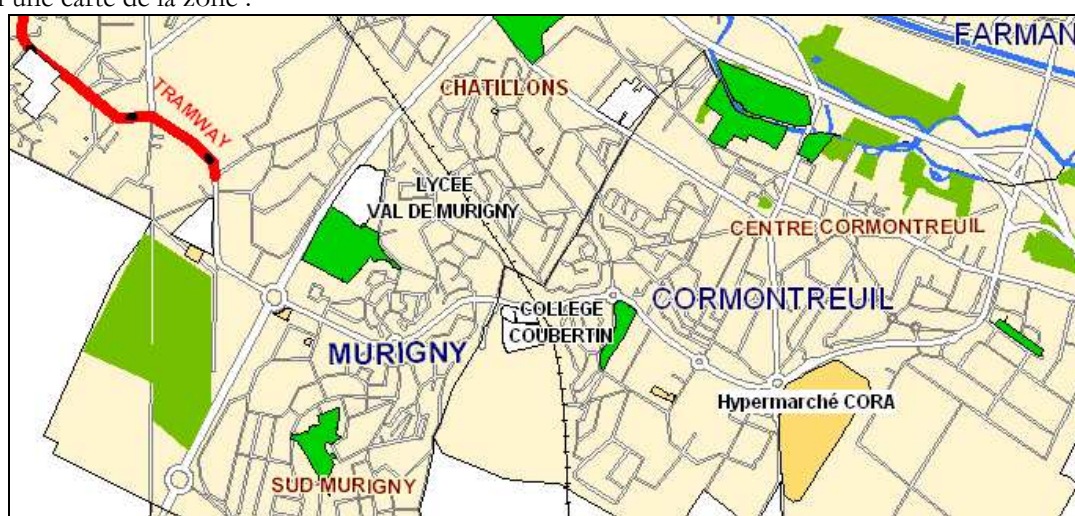 FARMAN
CHATILLONS
TRAMWAY
LYCEE
VAL DE MURIGNY
CENTRE CORMONTREUIL
CORMONTREUIL
COLLEGE
COUBERTIN
MURIGNY
Hypermarché CORA
SUD-MURIGNY